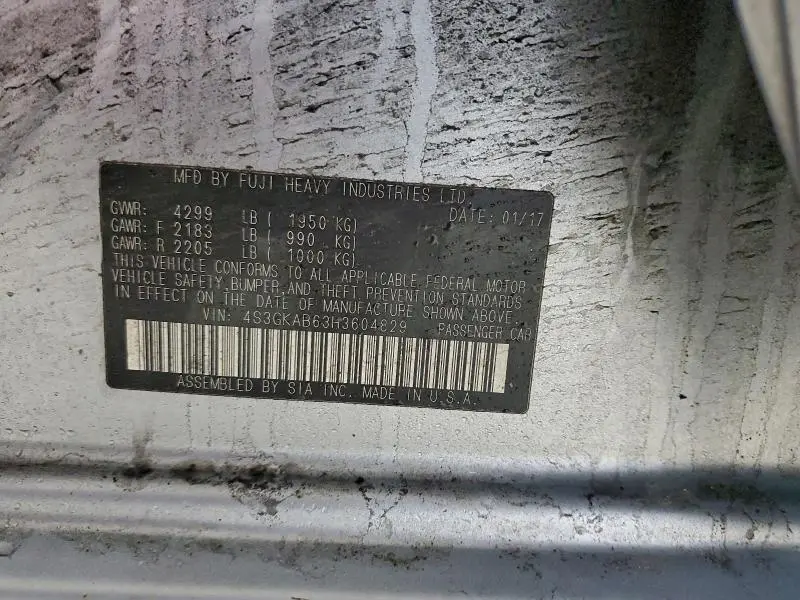 MFD BY FUJI HEAVY INDUSTRIES LTD.
GVWR: 4299 LB ( 1950 KG) DATE: 01/17
GAWR: F 2183 LB ( 990 KG)
GAWR: R 2205 LB ( 1000 KG)
THIS VEHICLE CONFORMS TO ALL APPLICABLE FEDERAL MOTOR
VEHICLE SAFETY, BUMPER, AND THEFT PREVENTION STANDARDS
IN EFFECT ON THE DATE OF MANUFACTURE SHOWN ABOVE.
VIN: 4S3GKAB63H3604829 PASSENGER CAR
ASSEMBLED BY SIA INC. MADE IN U.S.A.